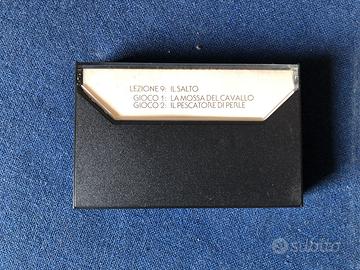 LEZIONE 9: IL SALTO
GIOCO 1: LA MOSSA DEL CAVALLO
GIOCO 2: IL PESCATORE DI PERLE
subito